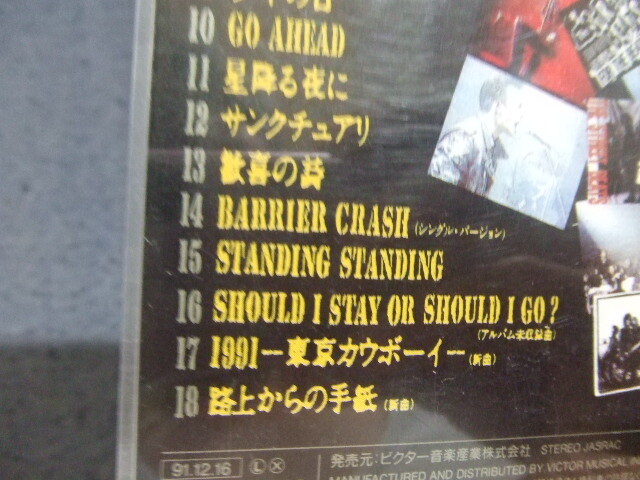 10 GO AHEAD
11 星降る夜に
12 サンクチュアリ
13 歓喜の詩
14 BARRIER CRASH (シングル・バージョン)
15 STANDING STANDING
16 SHOULD I STAY OR SHOULD I GO?
(アルバム未収録曲)
17 1991―東京カウボーイ― (新曲)
18 路上からの手紙 (新曲)
91.12.16 Ⓛ Ⓧ
発売元:ビクター音楽産業株式会社 STEREO JASRAC
MANUFACTURED AND DISTRIBUTED BY VICTOR MUSICAL